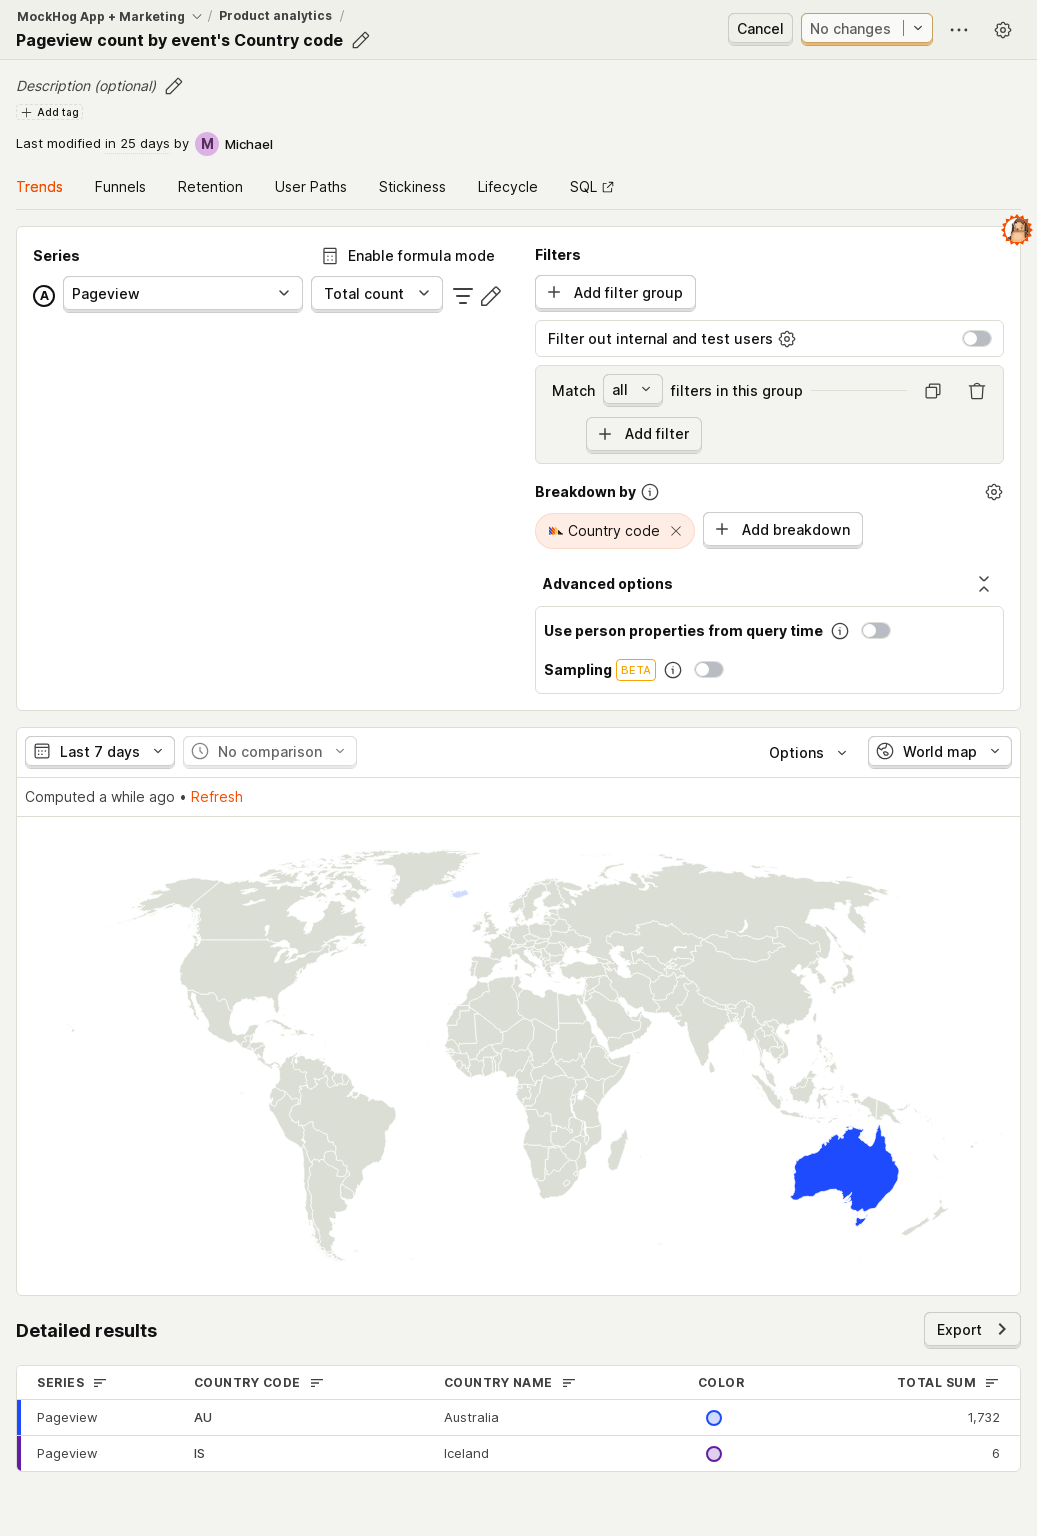 MockHog App + Marketing / Product analytics /
Pageview count by event's Country code
Cancel
No changes
Description (optional)
Add tag
Last modified in 25 days by M Michael
Trends Funnels Retention User Paths Stickiness Lifecycle SQL
Series
Enable formula mode
A Pageview Total count
Filters
Add filter group
Filter out internal and test users
Match all filters in this group
Add filter
Breakdown by
Country code
Add breakdown
Advanced options
Use person properties from query time
Sampling BETA
Last 7 days No comparison Options World map
Computed a while ago • Refresh
Detailed results
Export
SERIES COUNTRY CODE COUNTRY NAME COLOR TOTAL SUM
Pageview AU Australia 1,732
Pageview IS Iceland 6